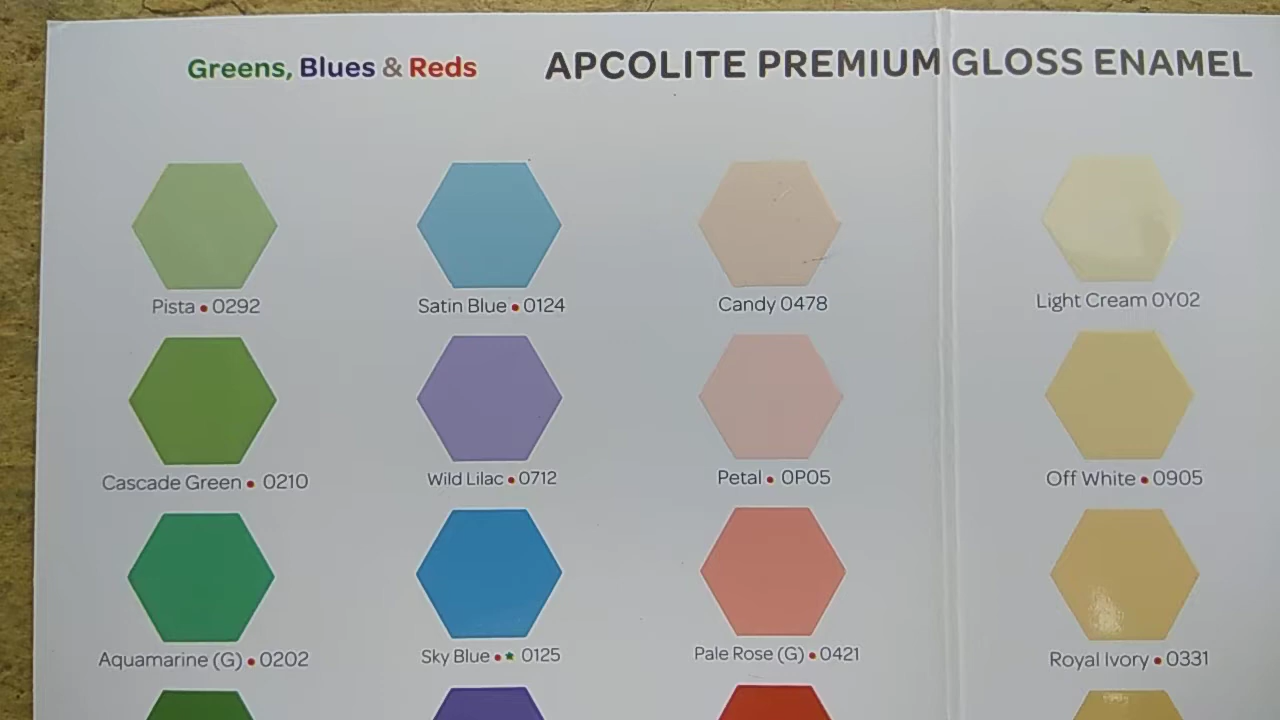 Greens, Blues & Reds
APCOLITE PREMIUM GLOSS ENAMEL
Pista • 0292
Satin Blue • 0124
Candy 0478
Light Cream 0Y02
Cascade Green • 0210
Wild Lilac • 0712
Petal • 0P05
Off White • 0905
Aquamarine (G) • 0202
Sky Blue •★ 0125
Pale Rose (G) • 0421
Royal Ivory • 0331